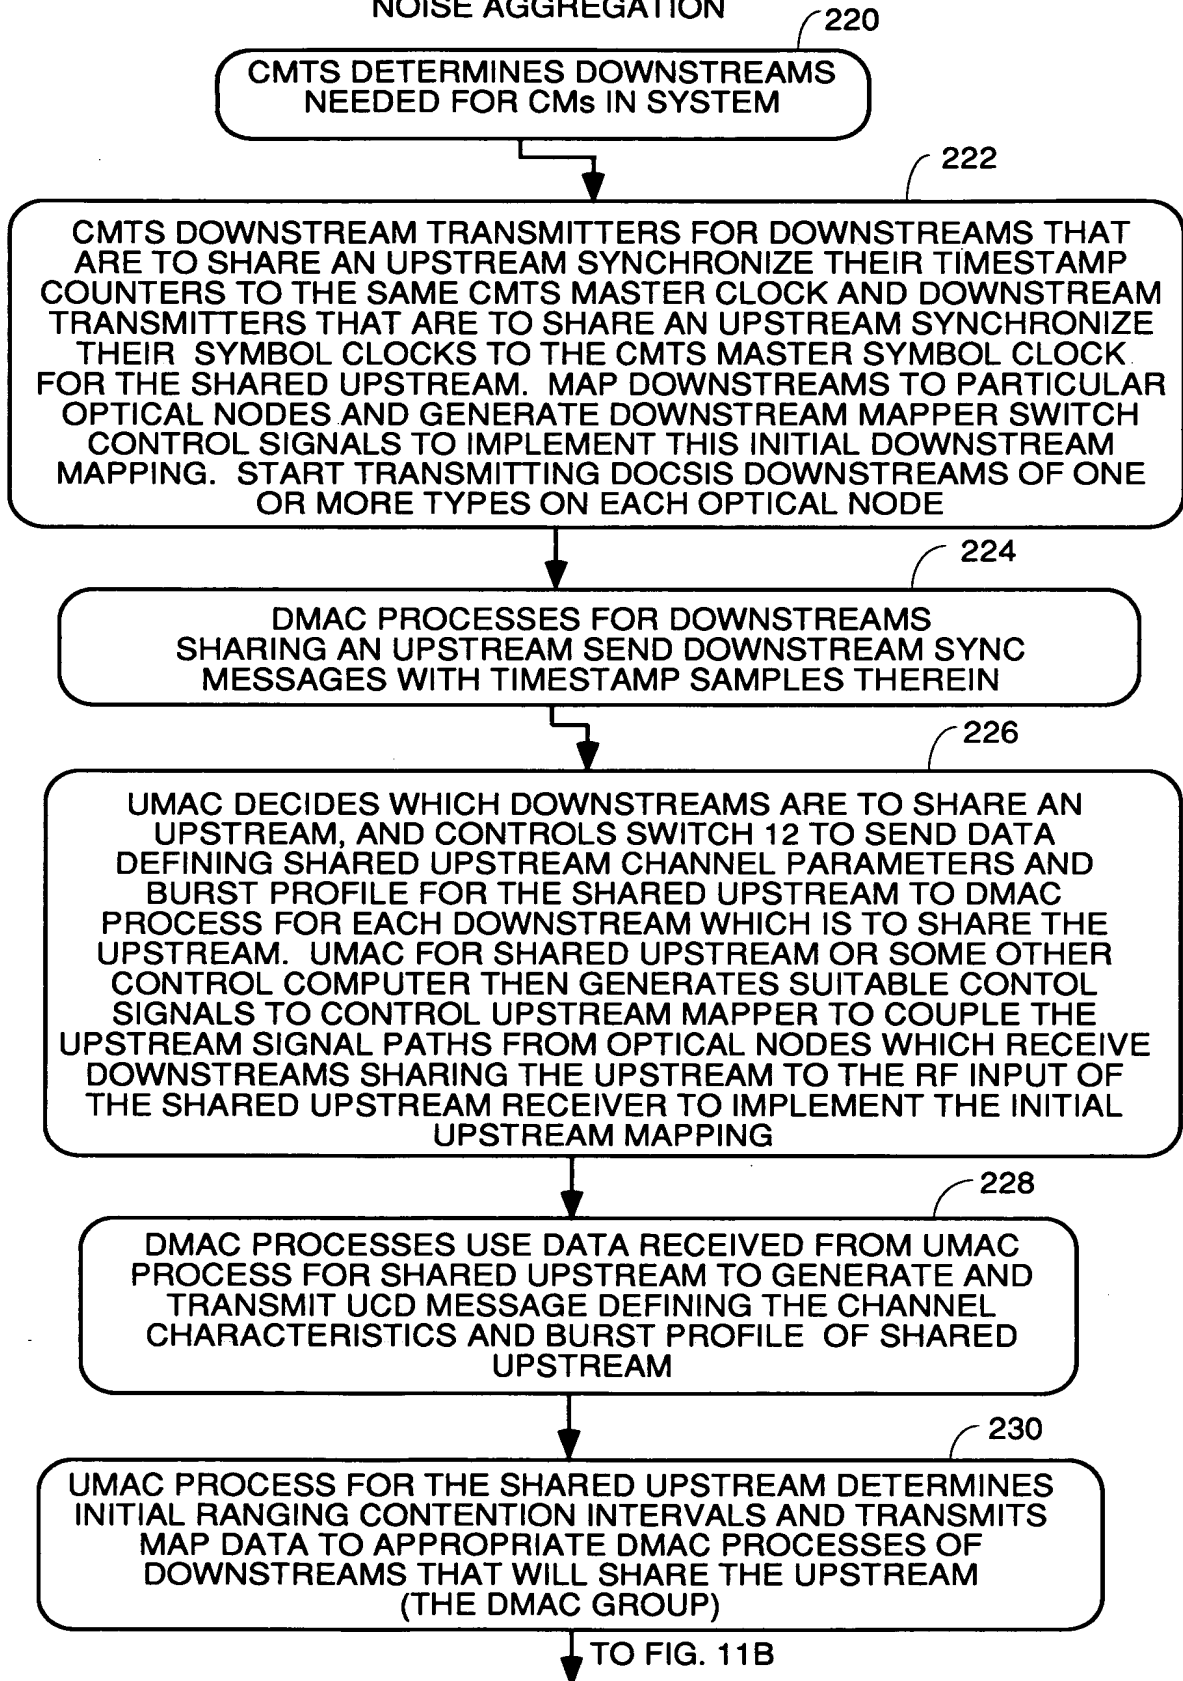 NOISE AGGREGATION
220
CMTS DETERMINES DOWNSTREAMS
NEEDED FOR CMs IN SYSTEM
222
CMTS DOWNSTREAM TRANSMITTERS FOR DOWNSTREAMS THAT
ARE TO SHARE AN UPSTREAM SYNCHRONIZE THEIR TIMESTAMP
COUNTERS TO THE SAME CMTS MASTER CLOCK AND DOWNSTREAM
TRANSMITTERS THAT ARE TO SHARE AN UPSTREAM SYNCHRONIZE
THEIR SYMBOL CLOCKS TO THE CMTS MASTER SYMBOL CLOCK
FOR THE SHARED UPSTREAM. MAP DOWNSTREAMS TO PARTICULAR
OPTICAL NODES AND GENERATE DOWNSTREAM MAPPER SWITCH
CONTROL SIGNALS TO IMPLEMENT THIS INITIAL DOWNSTREAM
MAPPING. START TRANSMITTING DOCSIS DOWNSTREAMS OF ONE
OR MORE TYPES ON EACH OPTICAL NODE
224
DMAC PROCESSES FOR DOWNSTREAMS
SHARING AN UPSTREAM SEND DOWNSTREAM SYNC
MESSAGES WITH TIMESTAMP SAMPLES THEREIN
226
UMAC DECIDES WHICH DOWNSTREAMS ARE TO SHARE AN
UPSTREAM, AND CONTROLS SWITCH 12 TO SEND DATA
DEFINING SHARED UPSTREAM CHANNEL PARAMETERS AND
BURST PROFILE FOR THE SHARED UPSTREAM TO DMAC
PROCESS FOR EACH DOWNSTREAM WHICH IS TO SHARE THE
UPSTREAM. UMAC FOR SHARED UPSTREAM OR SOME OTHER
CONTROL COMPUTER THEN GENERATES SUITABLE CONTOL
SIGNALS TO CONTROL UPSTREAM MAPPER TO COUPLE THE
UPSTREAM SIGNAL PATHS FROM OPTICAL NODES WHICH RECEIVE
DOWNSTREAMS SHARING THE UPSTREAM TO THE RF INPUT OF
THE SHARED UPSTREAM RECEIVER TO IMPLEMENT THE INITIAL
UPSTREAM MAPPING
228
DMAC PROCESSES USE DATA RECEIVED FROM UMAC
PROCESS FOR SHARED UPSTREAM TO GENERATE AND
TRANSMIT UCD MESSAGE DEFINING THE CHANNEL
CHARACTERISTICS AND BURST PROFILE OF SHARED
UPSTREAM
230
UMAC PROCESS FOR THE SHARED UPSTREAM DETERMINES
INITIAL RANGING CONTENTION INTERVALS AND TRANSMITS
MAP DATA TO APPROPRIATE DMAC PROCESSES OF
DOWNSTREAMS THAT WILL SHARE THE UPSTREAM
(THE DMAC GROUP)
TO FIG. 11B